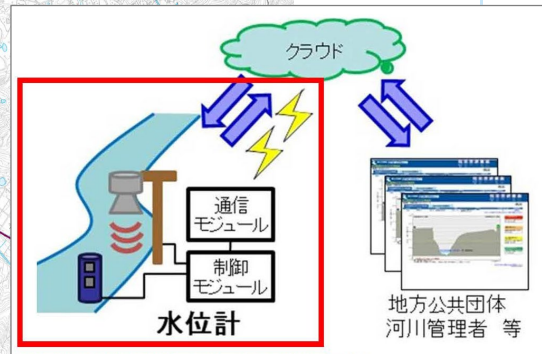 クラウド
通信
モジュール
制御
モジュール
水位計
地方公共団体
河川管理者 等